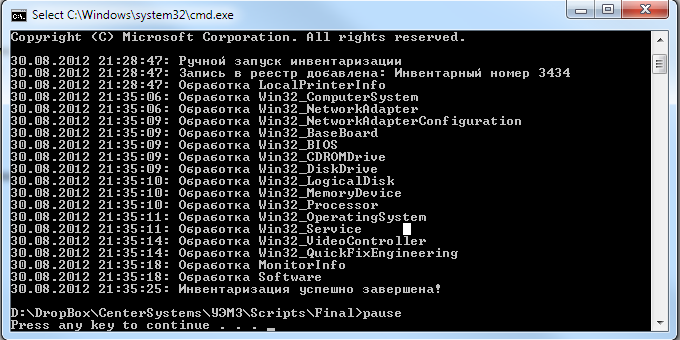 Select C:\Windows\system32\cmd.exe
Copyright (C) Microsoft Corporation. All rights reserved.
30.08.2012 21:28:47: Ручной запуск инвентаризации
30.08.2012 21:28:47: Запись в реестр добавлена: Инвентарный номер 3434
30.08.2012 21:28:47: Обработка LocalPrinterInfo
30.08.2012 21:35:06: Обработка Win32_ComputerSystem
30.08.2012 21:35:06: Обработка Win32_NetworkAdapter
30.08.2012 21:35:09: Обработка Win32_NetworkAdapterConfiguration
30.08.2012 21:35:09: Обработка Win32_BaseBoard
30.08.2012 21:35:09: Обработка Win32_BIOS
30.08.2012 21:35:09: Обработка Win32_CDROMDrive
30.08.2012 21:35:09: Обработка Win32_DiskDrive
30.08.2012 21:35:10: Обработка Win32_LogicalDisk
30.08.2012 21:35:10: Обработка Win32_MemoryDevice
30.08.2012 21:35:10: Обработка Win32_Processor
30.08.2012 21:35:11: Обработка Win32_OperatingSystem
30.08.2012 21:35:11: Обработка Win32_Service
30.08.2012 21:35:14: Обработка Win32_VideoController
30.08.2012 21:35:14: Обработка Win32_QuickFixEngineering
30.08.2012 21:35:18: Обработка MonitorInfo
30.08.2012 21:35:18: Обработка Software
30.08.2012 21:35:25: Инвентаризация успешно завершена!
D:\DropBox\CenterSystems\УЭМЗ\Scripts\Final>pause
Press any key to continue . . .